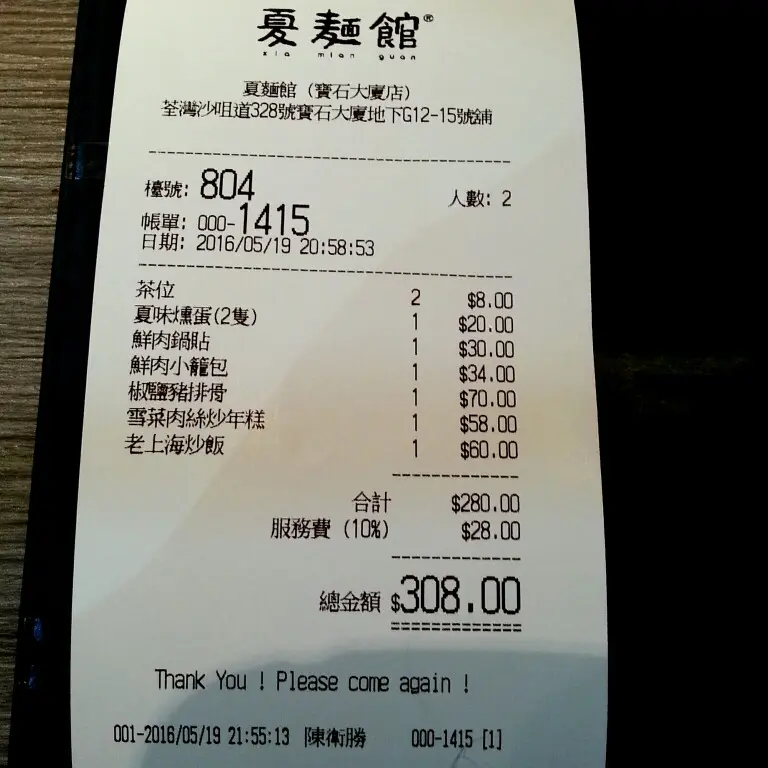 夏麵館®
xia mian guan
夏麵館（寶石大廈店）
荃灣沙咀道328號寶石大廈地下G12-15號舖
檯號: 804 人數: 2
帳單: 000-1415
日期: 2016/05/19 20:58:53
茶位 2 $8.00
夏味燻蛋(2隻) 1 $20.00
鮮肉鍋貼 1 $30.00
鮮肉小籠包 1 $34.00
椒鹽豬排骨 1 $70.00
雪菜肉絲炒年糕 1 $58.00
老上海炒飯 1 $60.00
合計 $280.00
服務費 (10%) $28.00
總金額 $308.00
Thank You ! Please come again !
001-2016/05/19 21:55:13 陳衛勝 000-1415 [1]